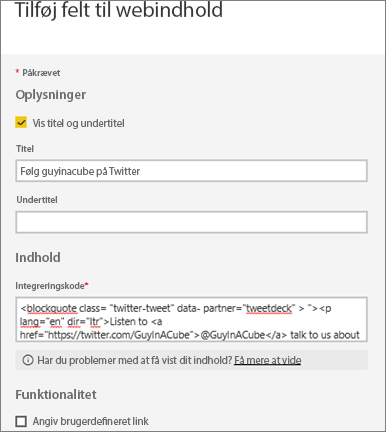 Tilføj felt til webindhold
* Påkrævet
Oplysninger
Vis titel og undertitel
Titel
Følg guyinacube på Twitter
Undertitel
Indhold
Integreringskode*
<blockquote class= "twitter-tweet" data- partner="tweetdeck" > "><p
lang="en" dir="ltr">Listen to <a
href="https://twitter.com/GuyInACube">@GuyInACube</a> talk to us about
Har du problemer med at få vist dit indhold? Få mere at vide
Funktionalitet
Angiv brugerdefineret link